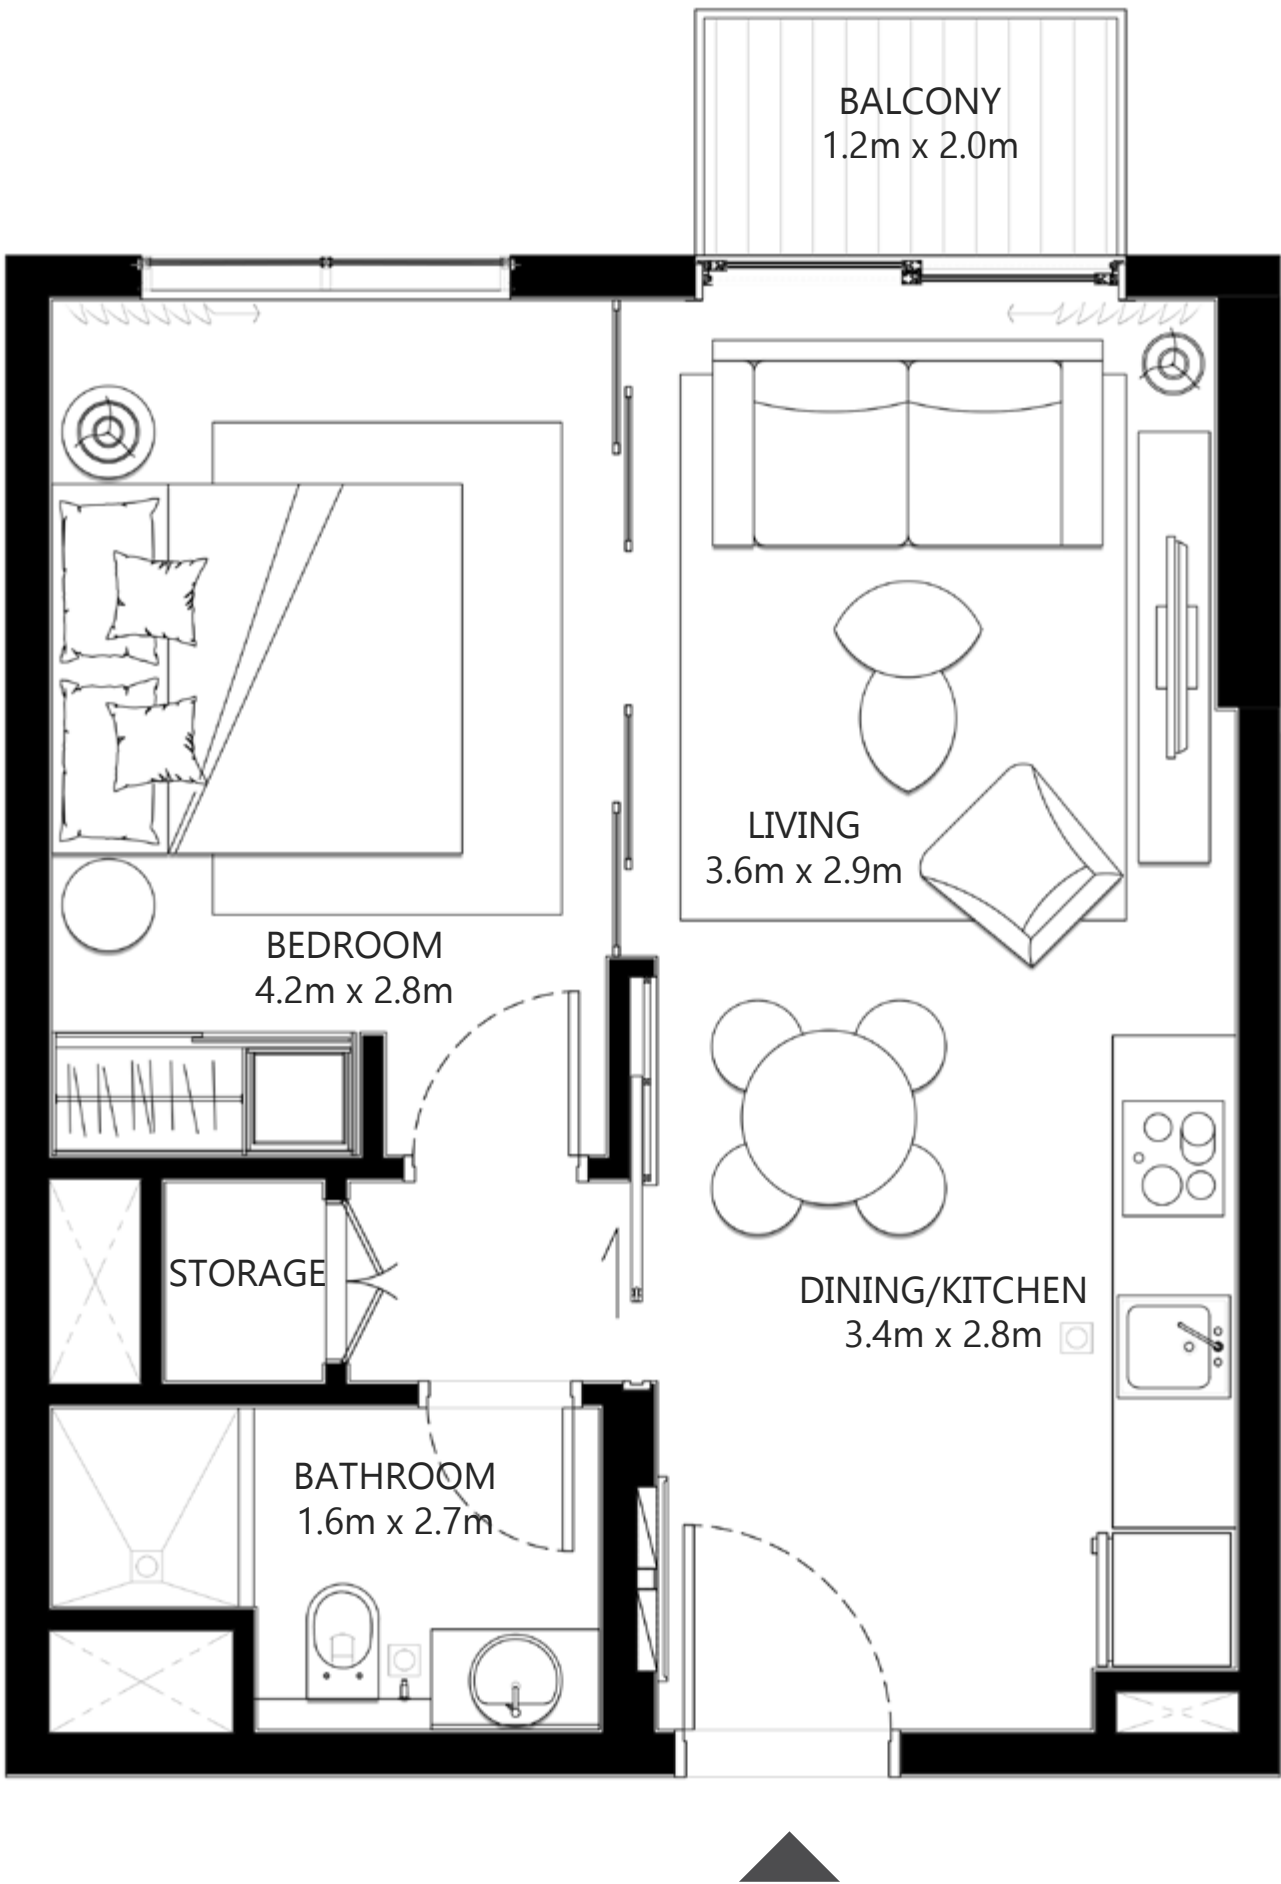 BALCONY
1.2m x 2.0m
LIVING
3.6m x 2.9m
BEDROOM
4.2m x 2.8m
STORAGE
DINING/KITCHEN
3.4m x 2.8m
BATHROOM
1.6m x 2.7m